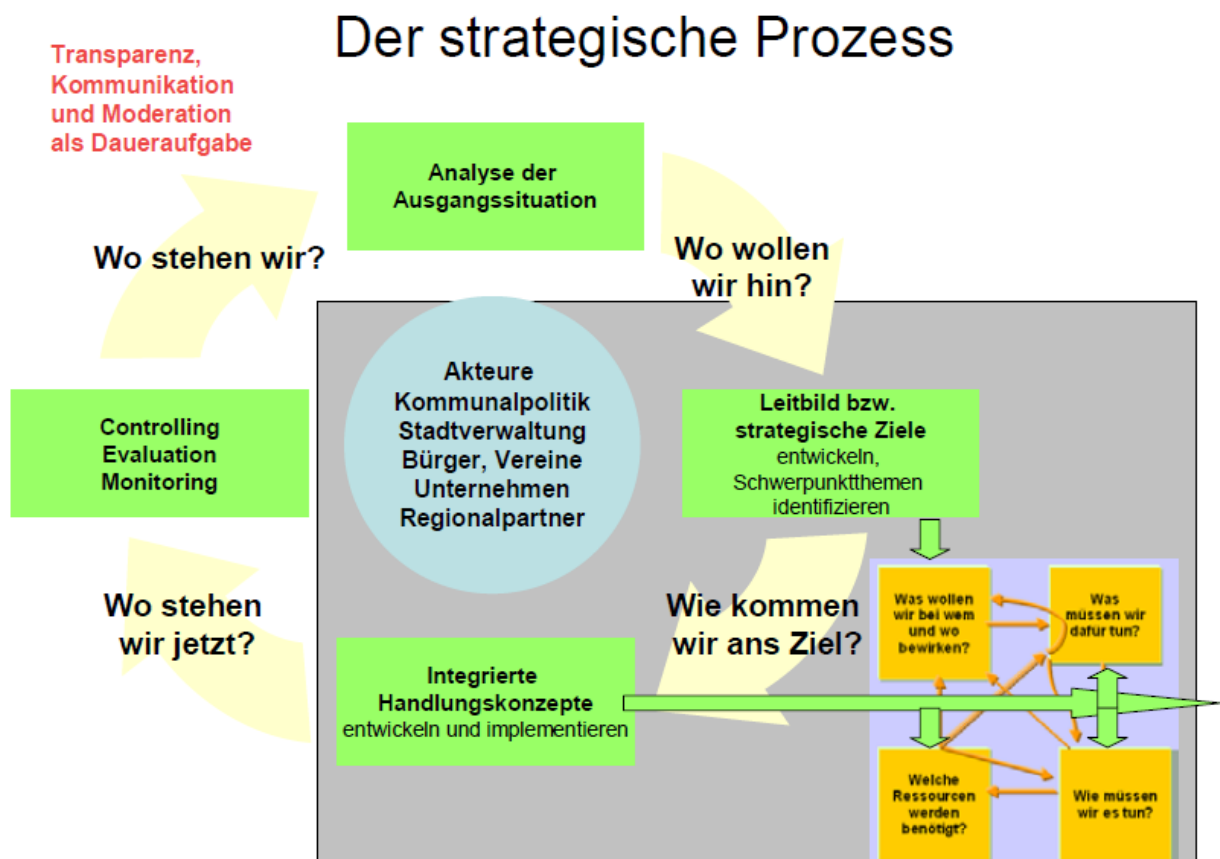 Der strategische Prozess
Transparenz,
Kommunikation
und Moderation
als Daueraufgabe
Analyse der
Ausgangssituation
Wo stehen wir?
Wo wollen
wir hin?
Akteure
Kommunalpolitik
Stadtverwaltung
Bürger, Vereine
Unternehmen
Regionalpartner
Controlling
Evaluation
Monitoring
Leitbild bzw.
strategische Ziele
entwickeln,
Schwerpunktthemen
identifizieren
Wo stehen
wir jetzt?
Wie kommen
wir ans Ziel?
Was wollen
wir bei wem
und wo
bewirken?
Was
müssen wir
dafür tun?
Integrierte
Handlungskonzepte
entwickeln und implementieren
Welche
Ressourcen
werden
benötigt?
Wie müssen
wir es tun?